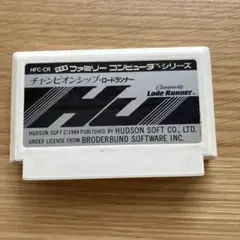 HFC-CR ファミリー コンピュータ™シリーズ
チャンピオンシップ・ロードランナー
Championship
Lode Runner™
HU
HUDSON SOFT © 1984 PUBLISHED BY HUDSON SOFT CO., LTD.
UNDER LICENSE FROM BRODERBUND SOFTWARE INC.